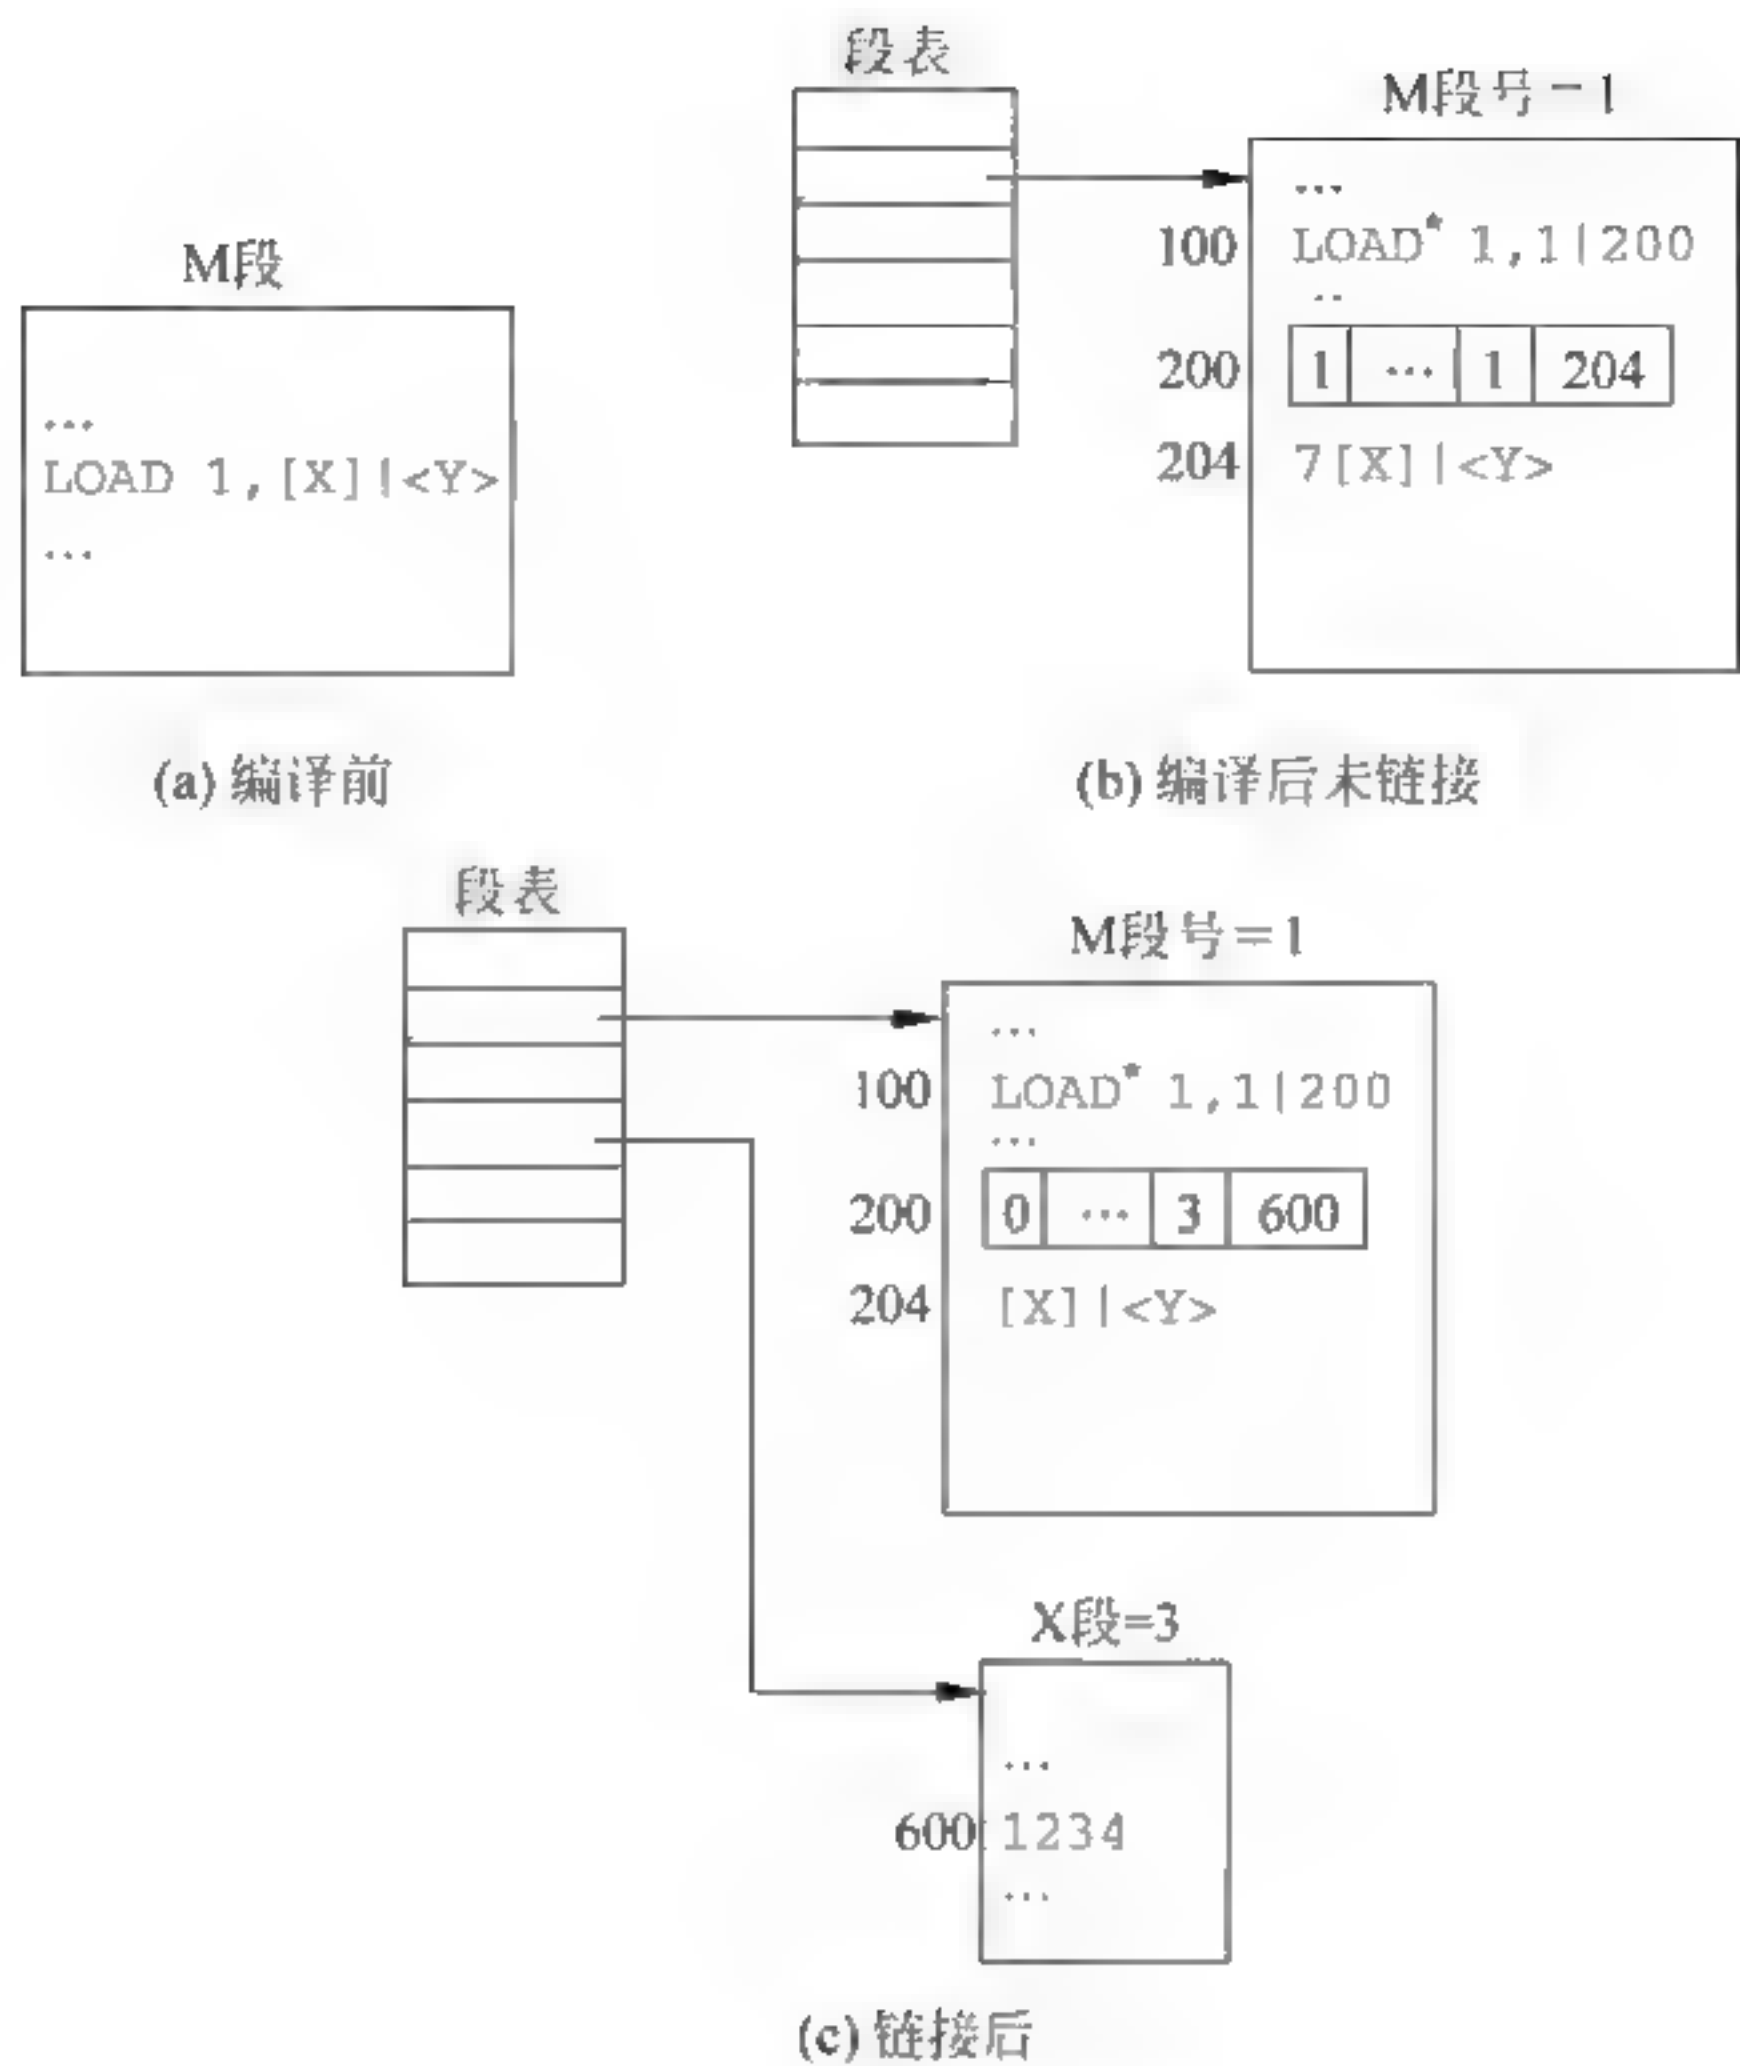 段表
M段号=1
M段
...
LOAD 1,[X]|<Y>
...
...
100 LOAD* 1,1|200
..
200 1 ... 1 204
204 7[X]|<Y>
(a) 编译前
(b) 编译后未链接
段表
M段号=1
...
100 LOAD* 1,1|200
...
200 0 ... 3 600
204 [X]|<Y>
X段=3
...
600 1234
...
(c) 链接后